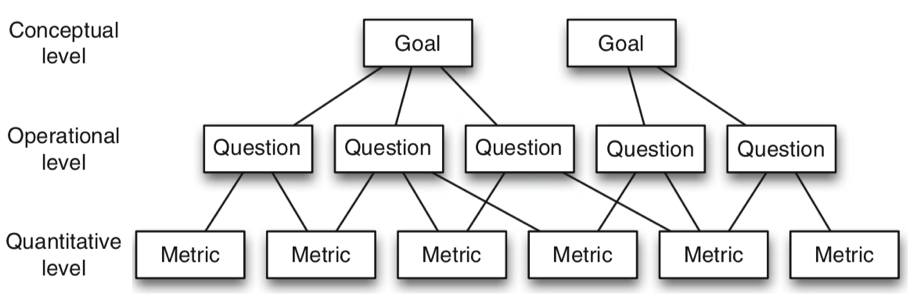 Conceptual
level
Goal
Goal
Operational
level
Question
Question
Question
Question
Question
Quantitative
level
Metric
Metric
Metric
Metric
Metric
Metric